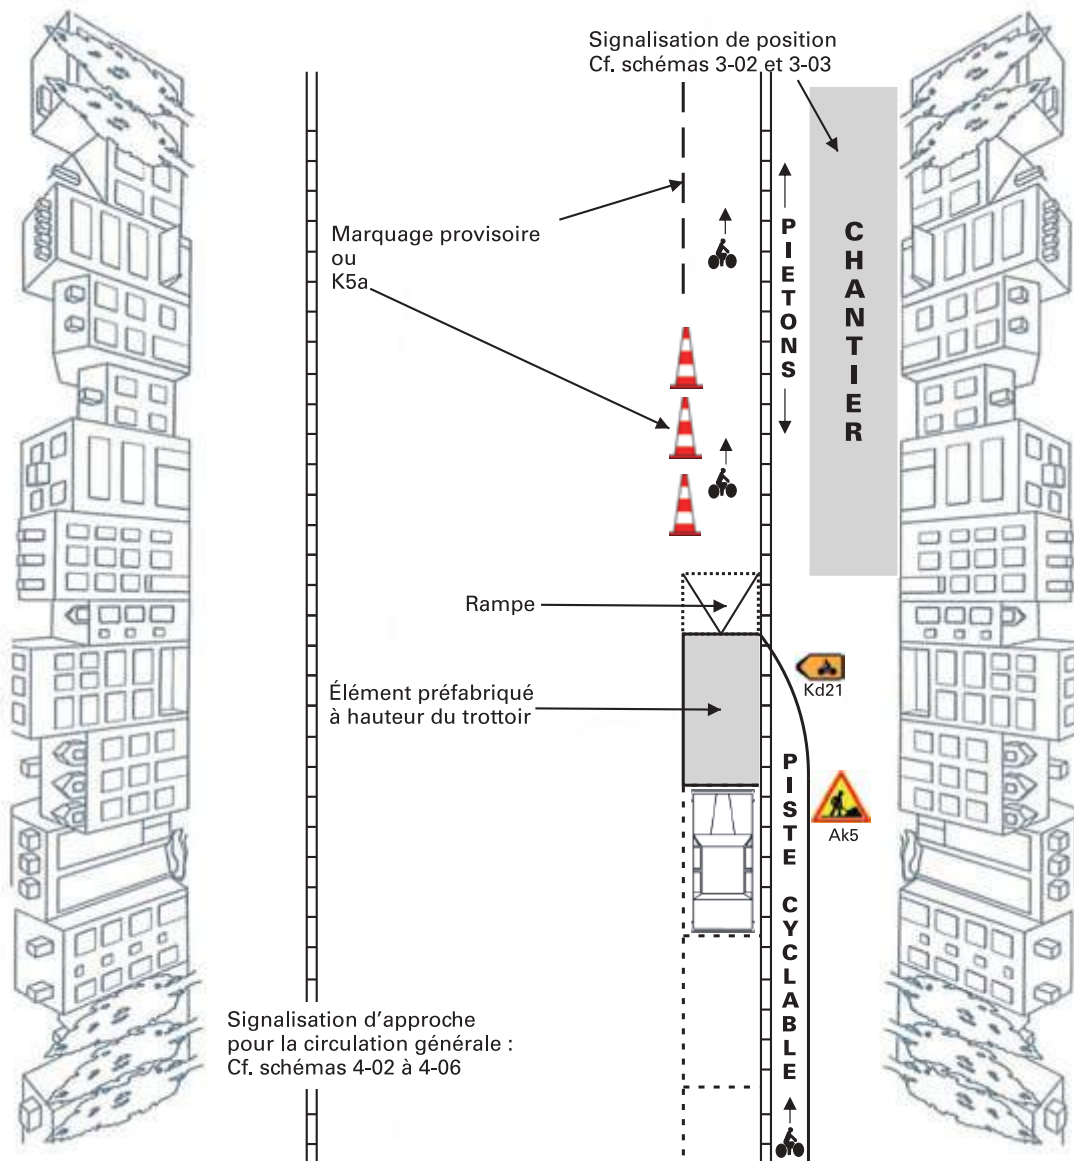 Signalisation de position
Cf. schémas 3-02 et 3-03
Marquage provisoire
ou
K5a
PIETONS
CHANTIER
Rampe
Kd21
Élément préfabriqué
à hauteur du trottoir
Ak5
PISTE CYCLABLE
Signalisation d'approche
pour la circulation générale :
Cf. schémas 4-02 à 4-06